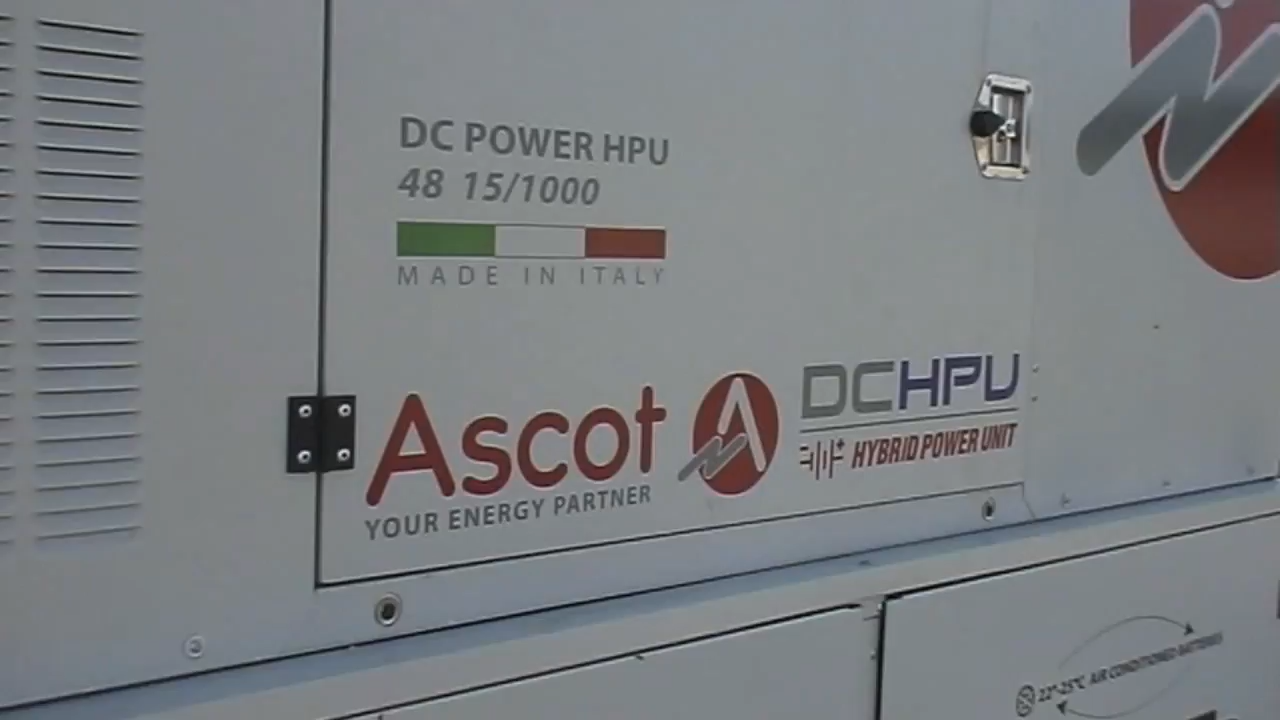 DC POWER HPU
48 15/1000
MADE IN ITALY
Ascot
YOUR ENERGY PARTNER
DCHPU
HYBRID POWER UNIT
22°-25°C AIR CONDITIONED BATTERIES